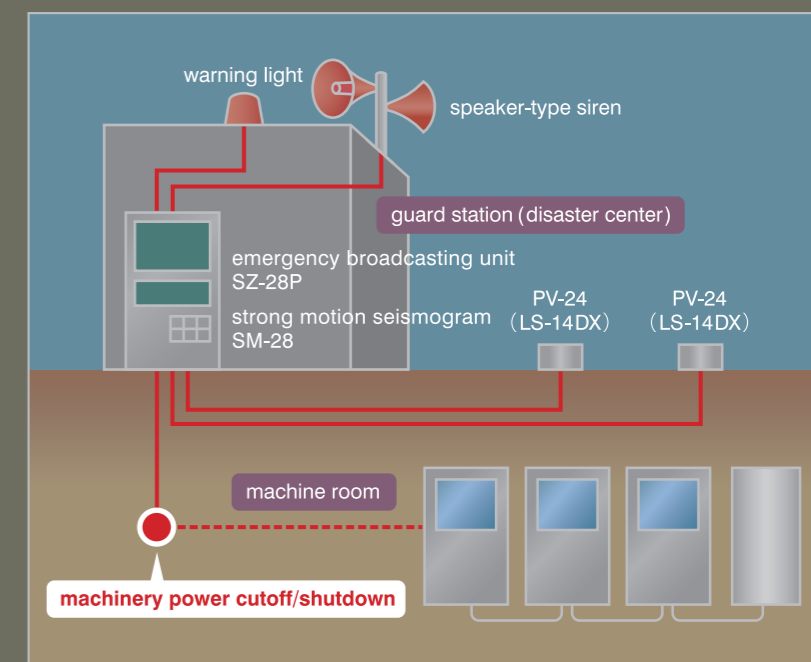 warning light
speaker-type siren
guard station (disaster center)
emergency broadcasting unit
SZ-28P
strong motion seismogram
SM-28
PV-24
(LS-14DX)
PV-24
(LS-14DX)
machine room
machinery power cutoff/shutdown